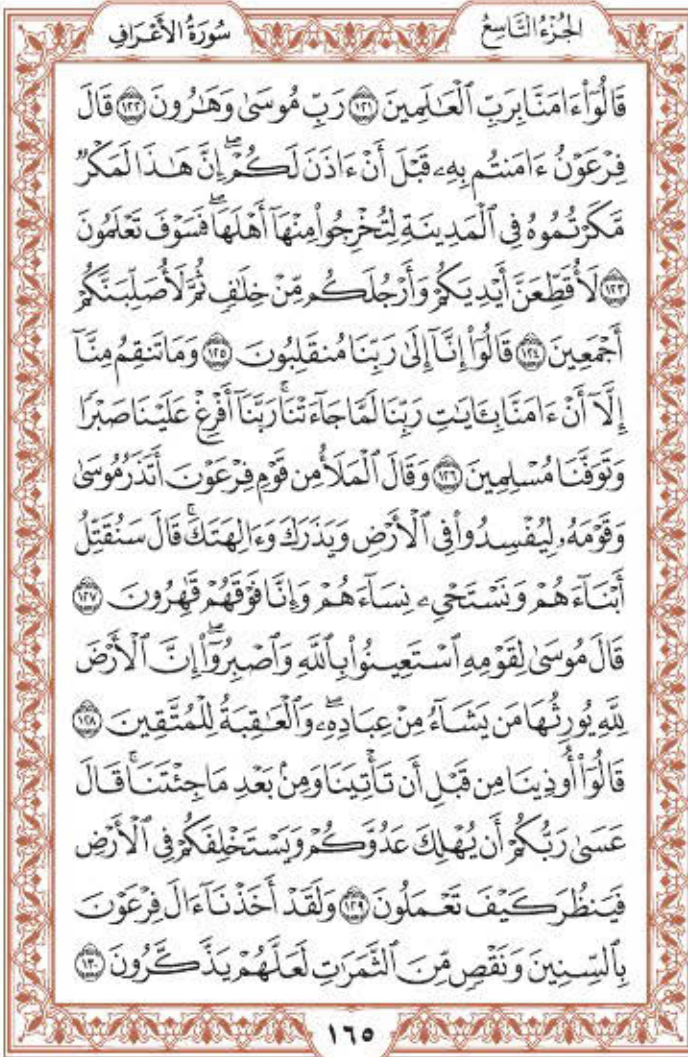 الجُزْءُ التَّاسِعُ
سُورَةُ الأَعْرَافِ
قَالُوٓاْ ءَامَنَّا بِرَبِّ ٱلْعَٰلَمِينَ ١٢١ رَبِّ مُوسَىٰ وَهَٰرُونَ ١٢٢ قَالَ
فِرْعَوْنُ ءَامَنتُم بِهِۦ قَبْلَ أَنْ ءَاذَنَ لَكُمْۖ إِنَّ هَٰذَا لَمَكْرٌ
مَّكَرْتُمُوهُ فِي ٱلْمَدِينَةِ لِتُخْرِجُواْ مِنْهَآ أَهْلَهَاۖ فَسَوْفَ تَعْلَمُونَ
١٢٣ لَأُقَطِّعَنَّ أَيْدِيَكُمْ وَأَرْجُلَكُم مِّنْ خِلَٰفٍ ثُمَّ لَأُصَلِّبَنَّكُمْ
أَجْمَعِينَ ١٢٤ قَالُوٓاْ إِنَّآ إِلَىٰ رَبِّنَا مُنقَلِبُونَ ١٢٥ وَمَا تَنقِمُ مِنَّآ
إِلَّآ أَنْ ءَامَنَّا بِـَٔايَٰتِ رَبِّنَا لَمَّا جَآءَتْنَاۚ رَبَّنَآ أَفْرِغْ عَلَيْنَا صَبْرًا
وَتَوَفَّنَا مُسْلِمِينَ ١٢٦ وَقَالَ ٱلْمَلَأُ مِن قَوْمِ فِرْعَوْنَ أَتَذَرُ مُوسَىٰ
وَقَوْمَهُۥ لِيُفْسِدُواْ فِي ٱلْأَرْضِ وَيَذَرَكَ وَءَالِهَتَكَۚ قَالَ سَنُقَتِّلُ
أَبْنَآءَهُمْ وَنَسْتَحْيِۦ نِسَآءَهُمْ وَإِنَّا فَوْقَهُمْ قَٰهِرُونَ ١٢٧
قَالَ مُوسَىٰ لِقَوْمِهِ ٱسْتَعِينُواْ بِٱللَّهِ وَٱصْبِرُوٓاْۖ إِنَّ ٱلْأَرْضَ
لِلَّهِ يُورِثُهَا مَن يَشَآءُ مِنْ عِبَادِهِۦۖ وَٱلْعَٰقِبَةُ لِلْمُتَّقِينَ ١٢٨
قَالُوٓاْ أُوذِينَا مِن قَبْلِ أَن تَأْتِيَنَا وَمِنۢ بَعْدِ مَا جِئْتَنَاۚ قَالَ
عَسَىٰ رَبُّكُمْ أَن يُهْلِكَ عَدُوَّكُمْ وَيَسْتَخْلِفَكُمْ فِي ٱلْأَرْضِ
فَيَنظُرَ كَيْفَ تَعْمَلُونَ ١٢٩ وَلَقَدْ أَخَذْنَآ ءَالَ فِرْعَوْنَ
بِٱلسِّنِينَ وَنَقْصٍ مِّنَ ٱلثَّمَرَٰتِ لَعَلَّهُمْ يَذَّكَّرُونَ ١٣٠
١٦٥